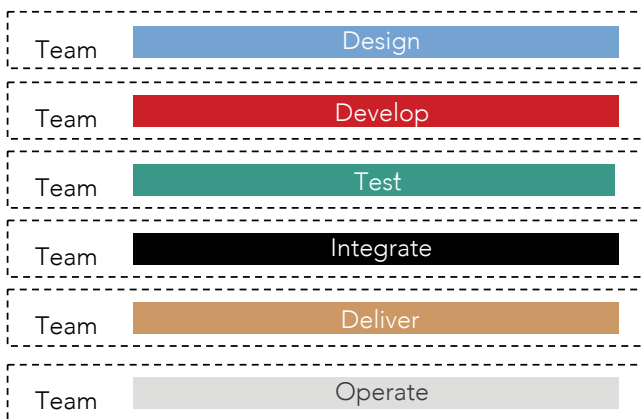 Team Design
Team Develop
Team Test
Team Integrate
Team Deliver
Team Operate